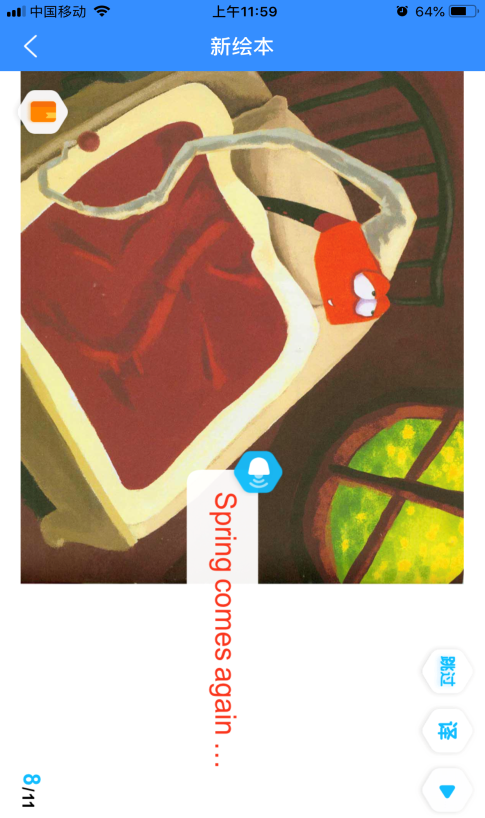 中国移动
上午11:59
64%
新绘本
Spring comes again …
跳过
译
8/11